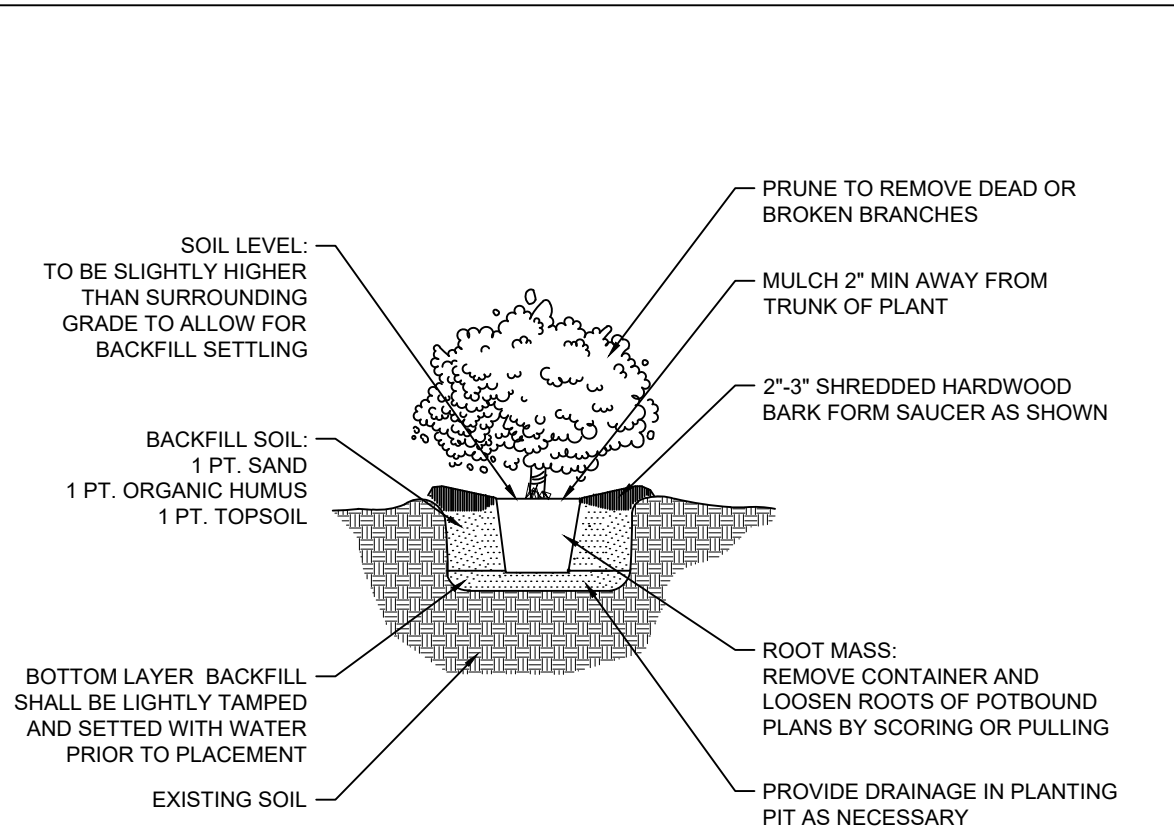 SOIL LEVEL:
TO BE SLIGHTLY HIGHER
THAN SURROUNDING
GRADE TO ALLOW FOR
BACKFILL SETTLING
BACKFILL SOIL:
1 PT. SAND
1 PT. ORGANIC HUMUS
1 PT. TOPSOIL
BOTTOM LAYER BACKFILL
SHALL BE LIGHTLY TAMPED
AND SETTED WITH WATER
PRIOR TO PLACEMENT
EXISTING SOIL
PRUNE TO REMOVE DEAD OR
BROKEN BRANCHES
MULCH 2" MIN AWAY FROM
TRUNK OF PLANT
2"-3" SHREDDED HARDWOOD
BARK FORM SAUCER AS SHOWN
ROOT MASS:
REMOVE CONTAINER AND
LOOSEN ROOTS OF POTBOUND
PLANS BY SCORING OR PULLING
PROVIDE DRAINAGE IN PLANTING
PIT AS NECESSARY